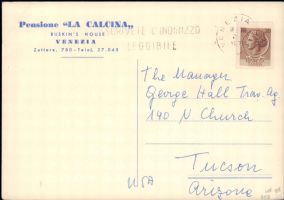 Pensione "LA CALCINA"
RUSKIN'S HOUSE
VENEZIA
Zattere, 780 - Telef. 27.045
SCRIVETE L'INDIRIZZO
LEGGIBILE
VENEZIA
The Manager
George Hall Trav. Ag.
140 N Church
Tucson
Arizona
USA